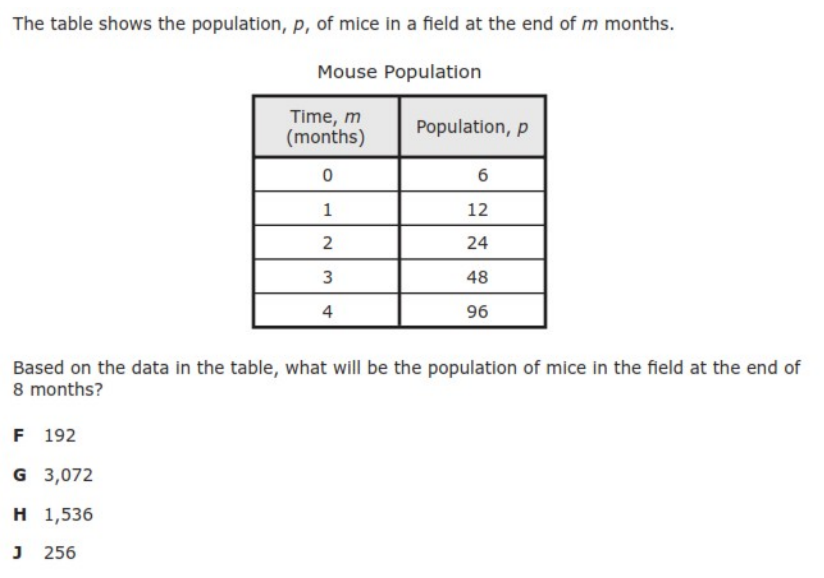 The table shows the population, p, of mice in a field at the end of m months.
Mouse Population
Time, m
(months)
Population, p
0 6
1 12
2 24
3 48
4 96
Based on the data in the table, what will be the population of mice in the field at the end of
8 months?
F 192
G 3,072
H 1,536
J 256